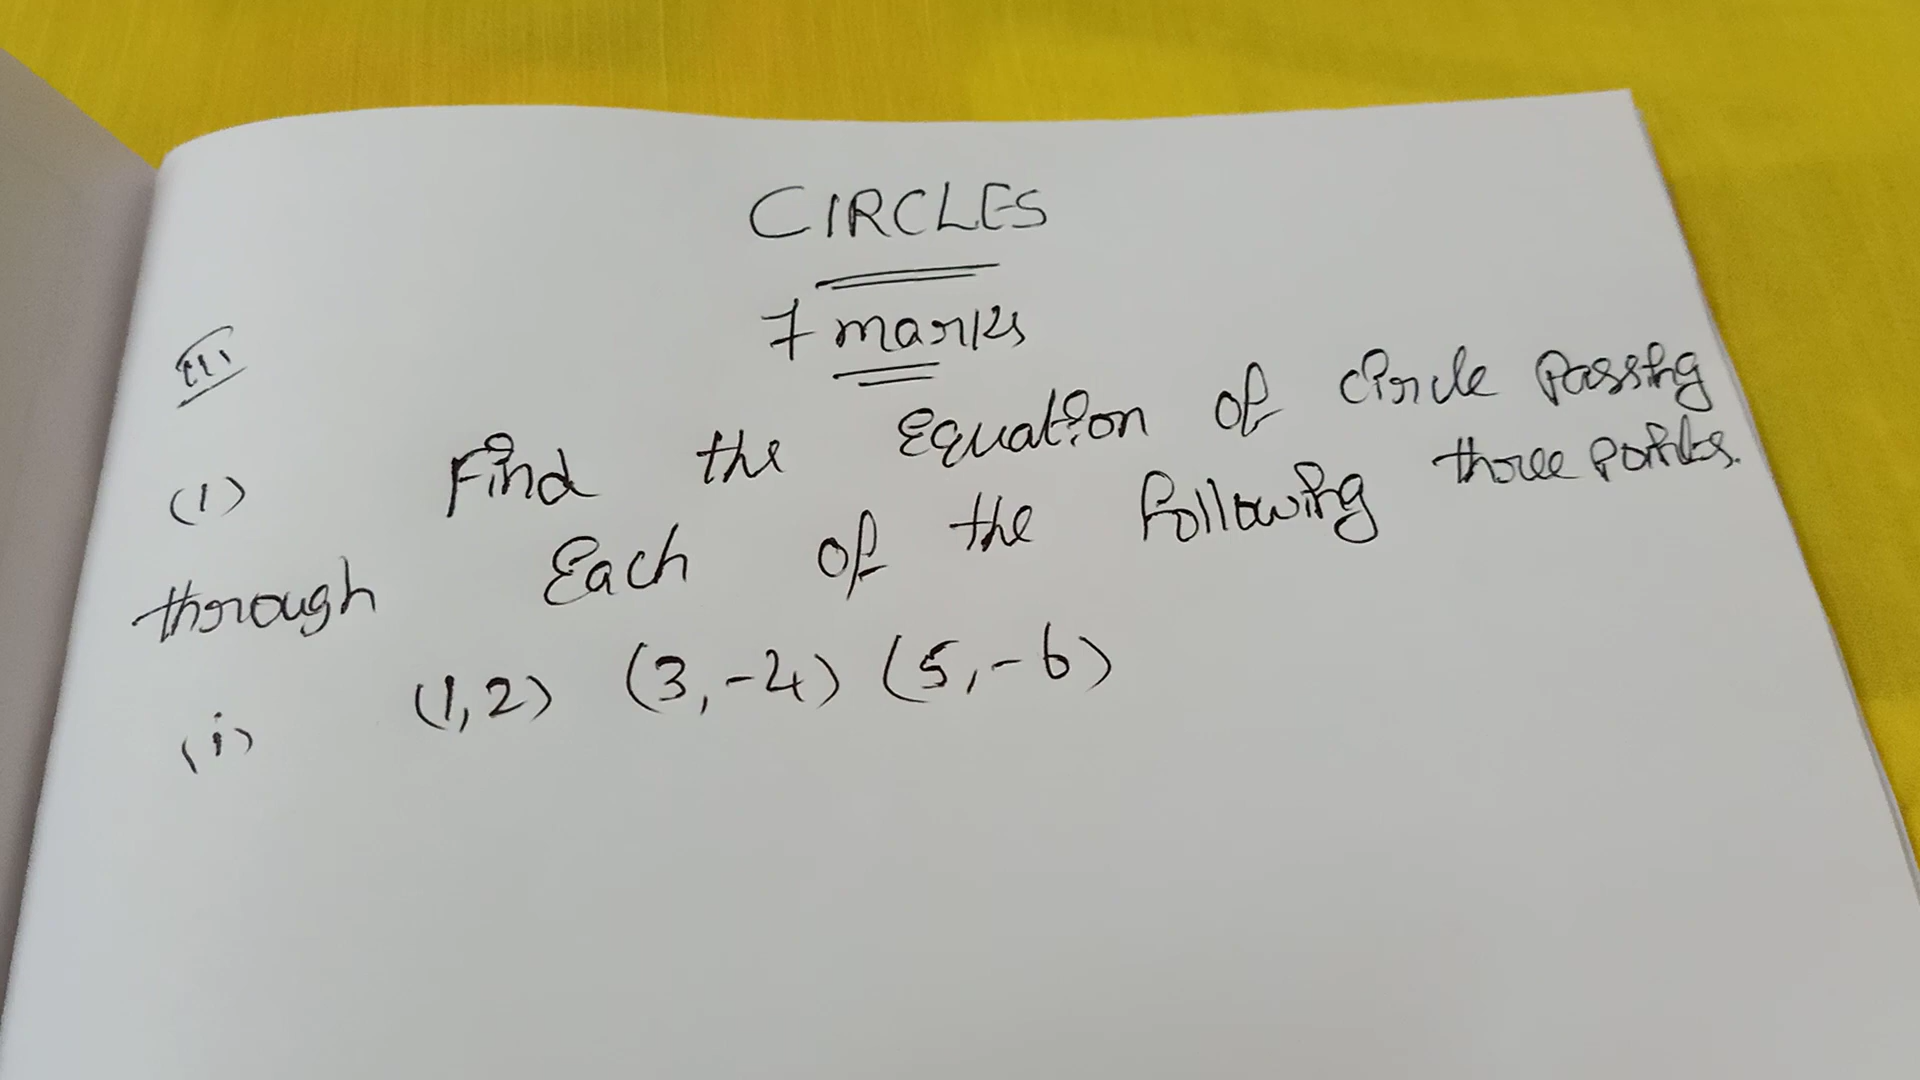 CIRCLES
7 marks
III
(1) Find the Equation of circle passing
through Each of the following three points.
(i) (1,2) (3,-4) (5,-6)